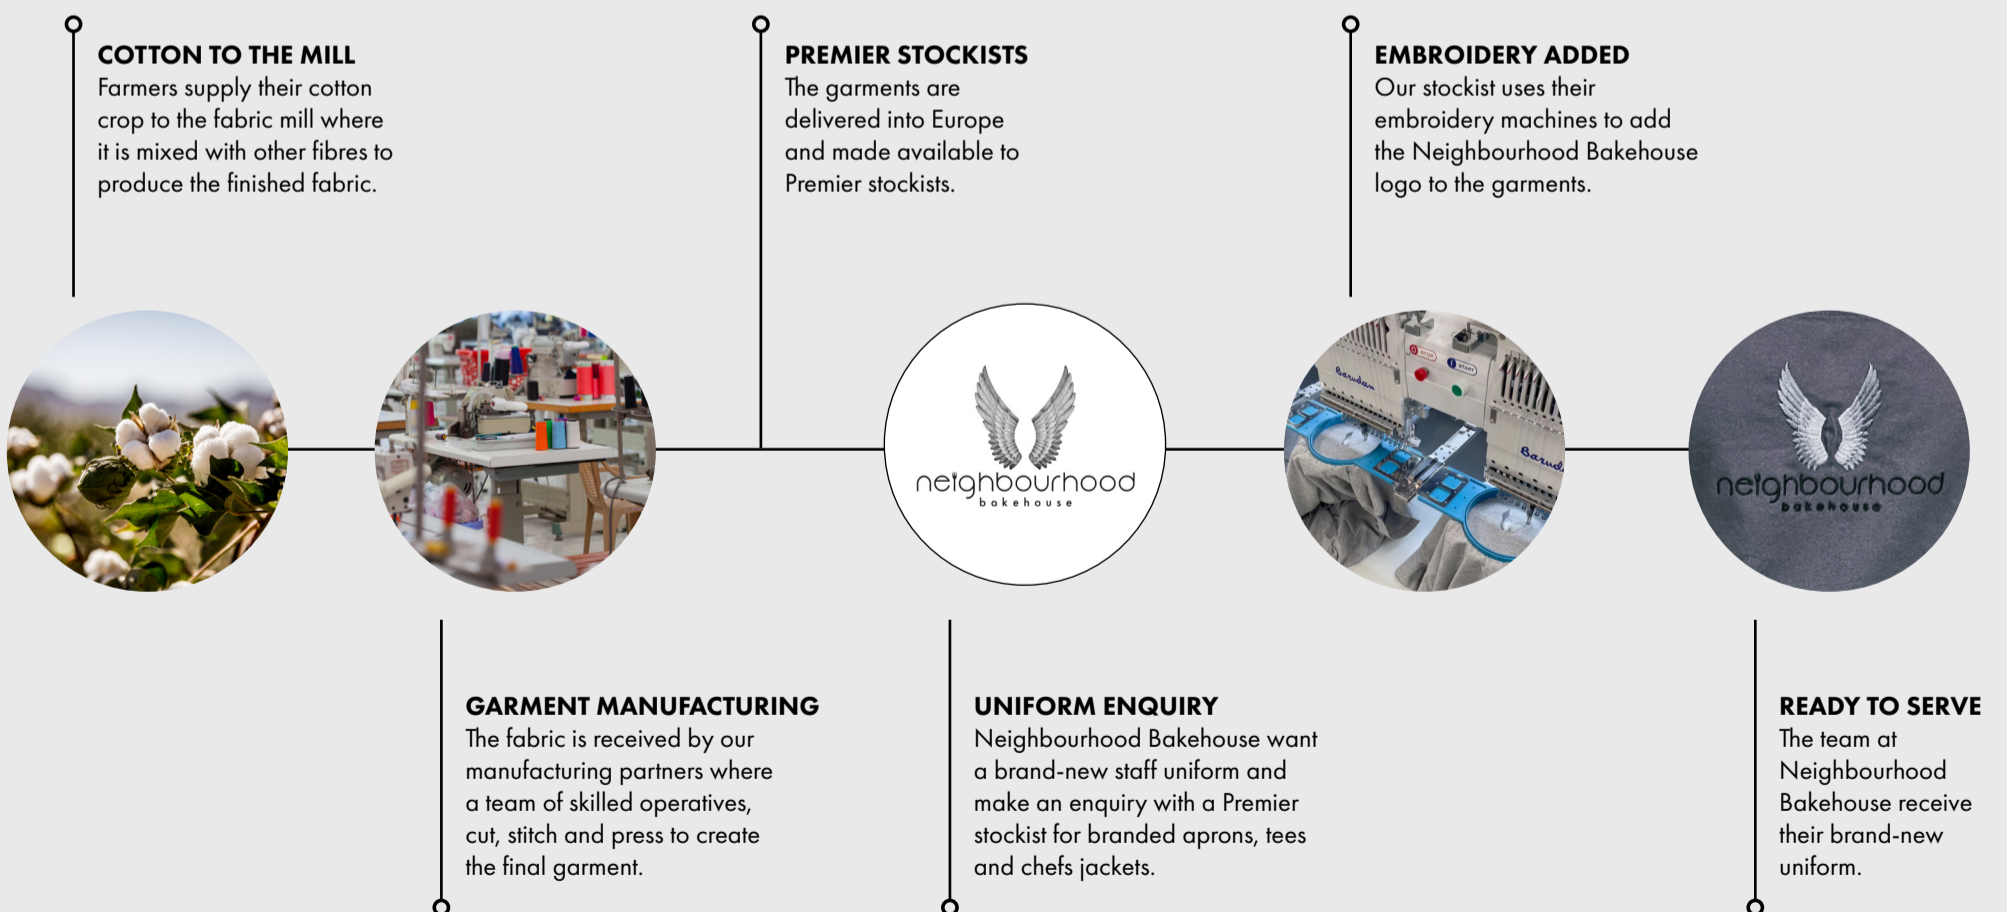 COTTON TO THE MILL
Farmers supply their cotton
crop to the fabric mill where
it is mixed with other fibres to
produce the finished fabric.
PREMIER STOCKISTS
The garments are
delivered into Europe
and made available to
Premier stockists.
EMBROIDERY ADDED
Our stockist uses their
embroidery machines to add
the Neighbourhood Bakehouse
logo to the garments.
neighbourhood
bakehouse
STOP
START
Barudan
Barud
neighbourhood
bakehouse
GARMENT MANUFACTURING
The fabric is received by our
manufacturing partners where
a team of skilled operatives,
cut, stitch and press to create
the final garment.
UNIFORM ENQUIRY
Neighbourhood Bakehouse want
a brand-new staff uniform and
make an enquiry with a Premier
stockist for branded aprons, tees
and chefs jackets.
READY TO SERVE
The team at
Neighbourhood
Bakehouse receive
their brand-new
uniform.